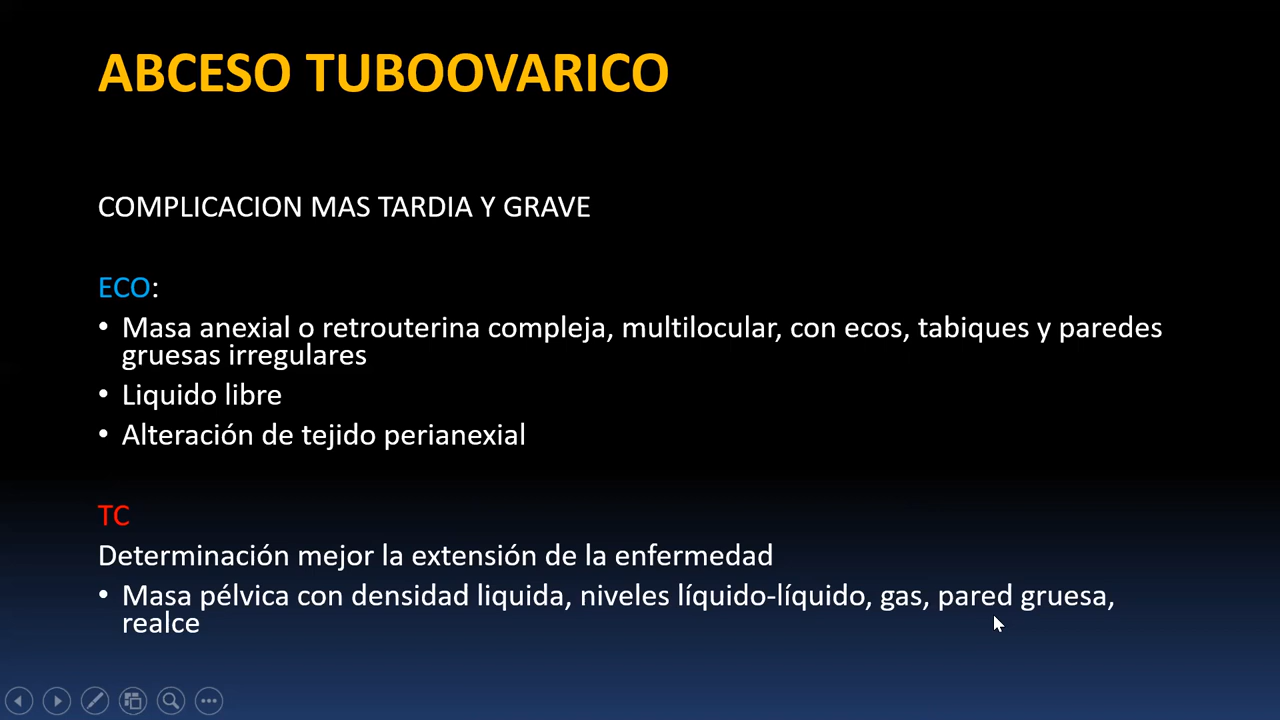 ABCESO TUBOOVARICO
COMPLICACION MAS TARDIA Y GRAVE
ECO:
• Masa anexial o retrouterina compleja, multilocular, con ecos, tabiques y paredes
gruesas irregulares
• Liquido libre
• Alteración de tejido perianexial
TC
Determinación mejor la extensión de la enfermedad
• Masa pélvica con densidad liquida, niveles líquido-líquido, gas, pared gruesa,
realce